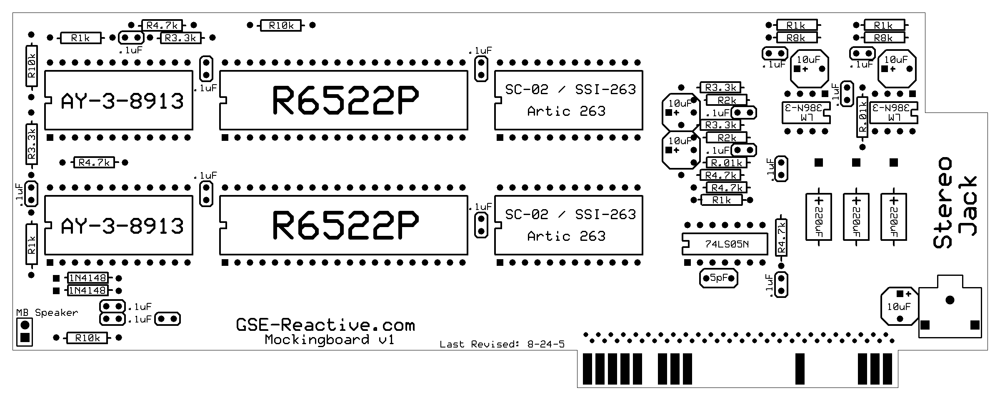 R4.7k
R10k
R1k
R3.3k
.1uF
R1k
R8k
.1uF
10uF
R1k
R8k
.1uF
10uF
R10k
.1uF
.1uF
AY-3-8913
R6522P
SC-02 / SSI-263
Artic 263
R3.3k
R2k
10uF
.1uF
R3.3k
R2k
10uF
.1uF
R.01k
R4.7k
R4.7k
R1k
.1uF
R.01k
LM
386N-3
LM
386N-3
R3.3k
R4.7k
.1uF
.1uF
.1uF
AY-3-8913
R6522P
.1uF
SC-02 / SSI-263
Artic 263
R1k
74LS05N
R4.7k
+220uF
+220uF
+220uF
Stereo
Jack
1N4148
1N4148
5pF
.1uF
.1uF
.1uF
MB Speaker
R10k
+
10uF
GSE-Reactive.com
Mockingboard v1
Last Revised: 8-24-5